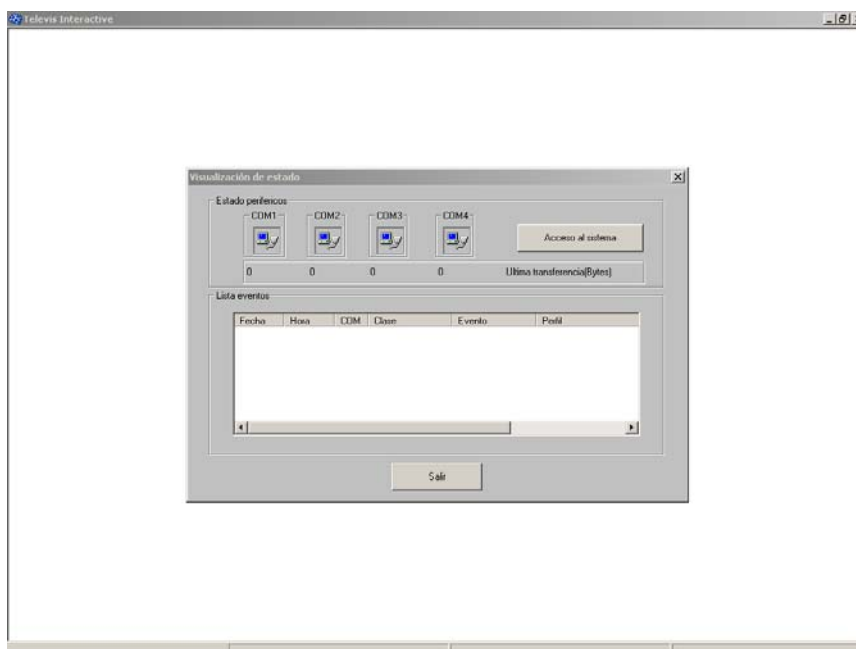 Televis Interactive
Visualización de estado
Estado perifericos
COM1 COM2 COM3 COM4
Acceso al sistema
0 0 0 0 Ultima transferencia(Bytes)
Lista eventos
Fecha Hora COM Clase Evento Perfil
Salir